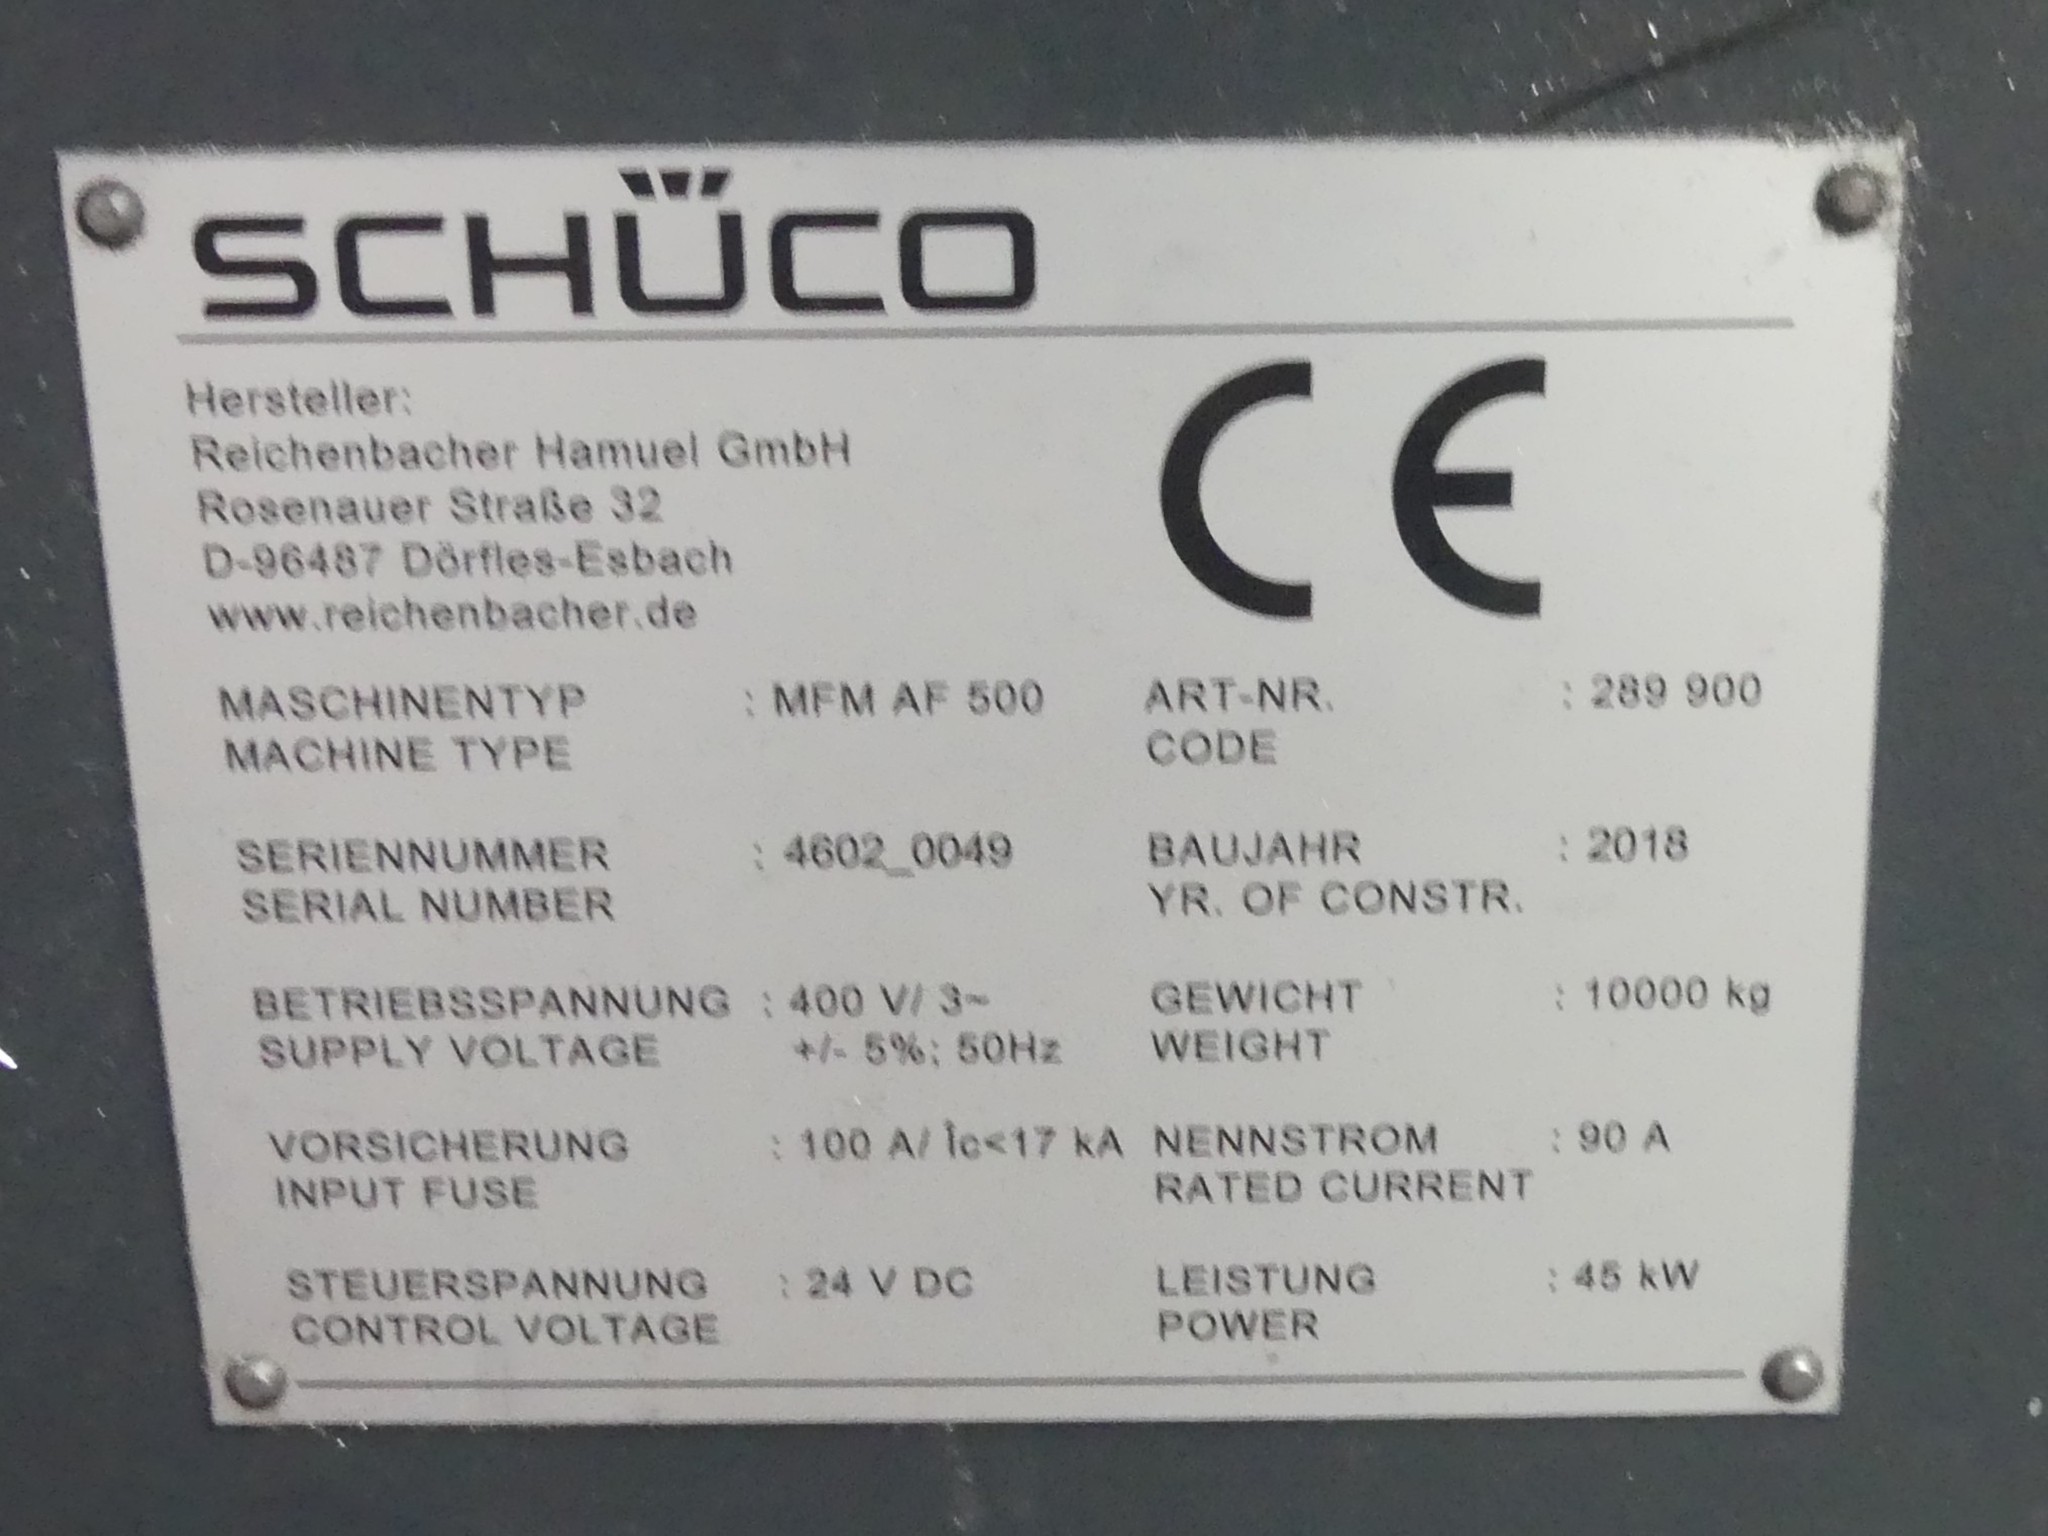 SCHÜCO
Hersteller:
Reichenbacher Hamuel GmbH
Rosenauer Straße 32
D-96487 Dörfles-Esbach
www.reichenbacher.de
CE
MASCHINENTYP : MFM AF 500 ART-NR. : 289 900
MACHINE TYPE CODE
SERIENNUMMER : 4602_0049 BAUJAHR : 2018
SERIAL NUMBER YR. OF CONSTR.
BETRIEBSSPANNUNG : 400 V/ 3~ GEWICHT : 10000 kg
SUPPLY VOLTAGE +/- 5%; 50Hz WEIGHT
VORSICHERUNG : 100 A/ Îc<17 kA NENNSTROM : 90 A
INPUT FUSE RATED CURRENT
STEUERSPANNUNG : 24 V DC LEISTUNG : 45 kW
CONTROL VOLTAGE POWER